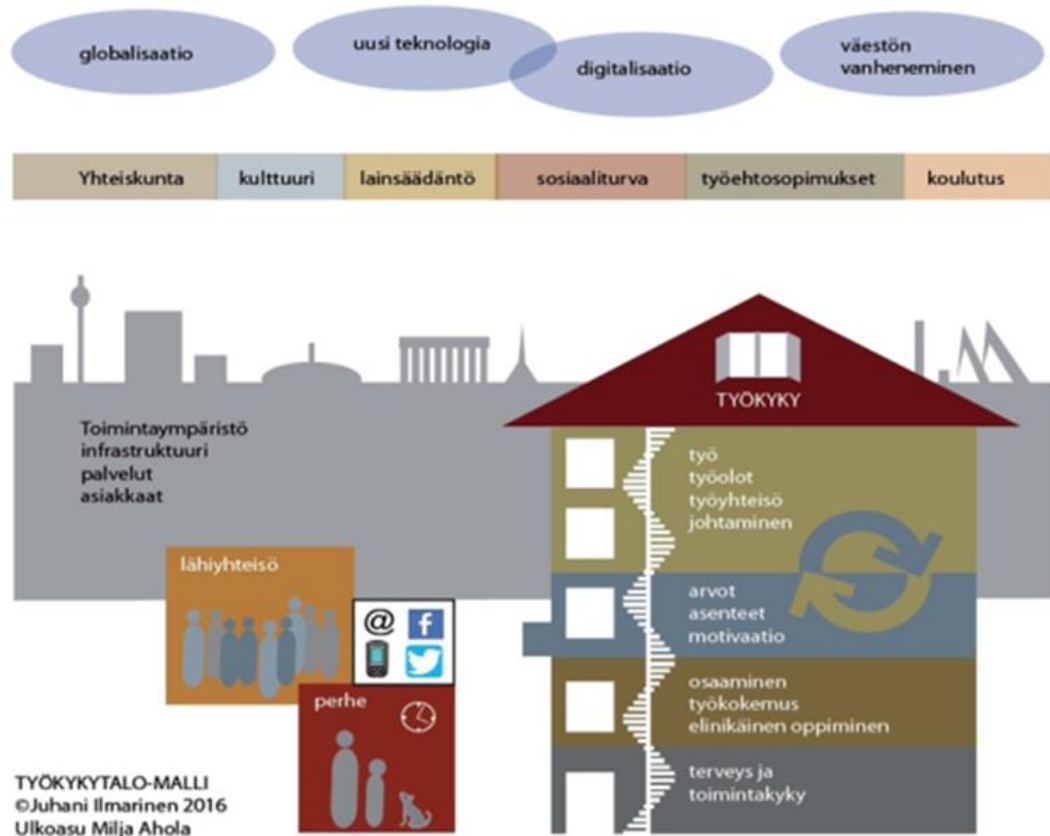 globalisaatio
uusi teknologia
digitalisaatio
väestön
vanheneminen
Yhteiskunta
kulttuuri
lainsäädäntö
sosiaaliturva
työehtosopimukset
koulutus
TYÖKYKY
Toimintaympäristö
infrastruktuuri
palvelut
asiakkaat
työ
työolot
työyhteisö
johtaminen
lähiyhteisö
@
f
arvot
asenteet
motivaatio
perhe
osaaminen
työkokemus
elinikäinen oppiminen
terveys ja
toimintakyky
TYÖKYKYTALO-MALLI
©Juhani Ilmarinen 2016
Ulkoasu Milja Ahola